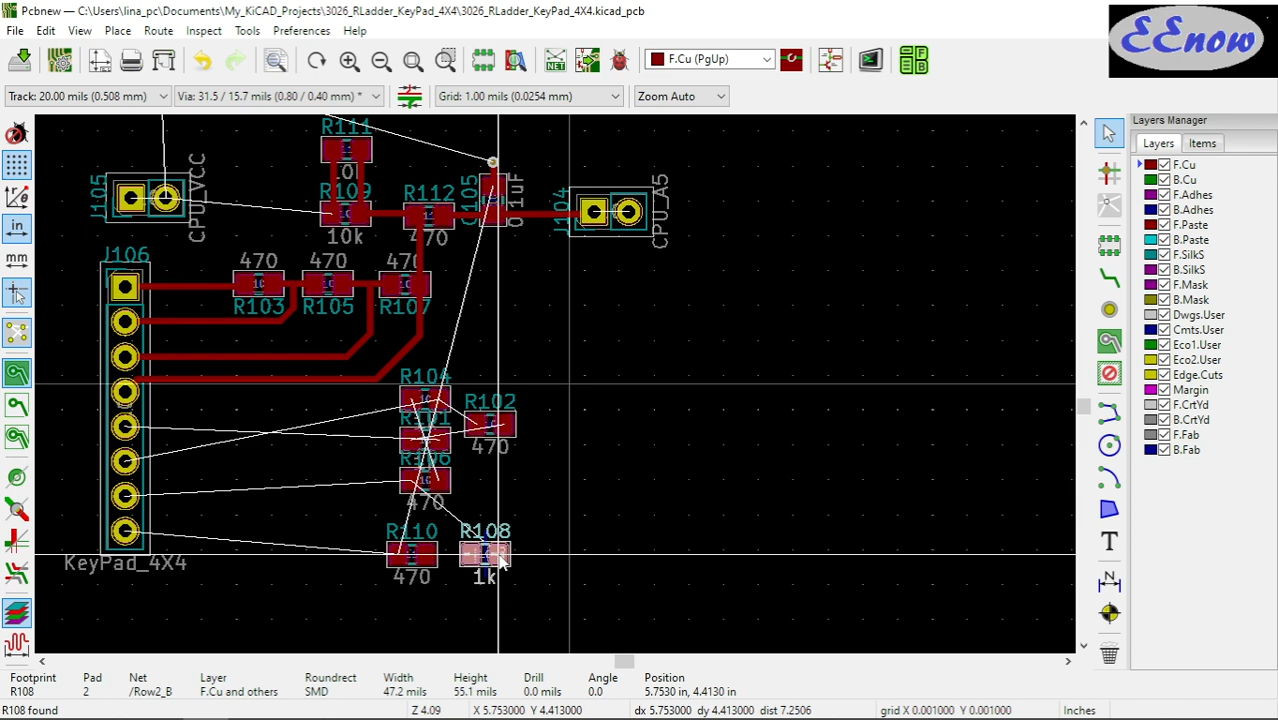 Pcbnew — C:\Users\lina_pc\Documents\My_KiCAD_Projects\3026_RLadder_KeyPad_4X4\3026_RLadder_KeyPad_4X4.kicad_pcb
File Edit View Place Route Inspect Tools Preferences Help
EEnow
NET
F.Cu (PgUp)
Track: 20.00 mils (0.508 mm)
Via: 31.5 / 15.7 mils (0.80 / 0.40 mm) *
Grid: 1.00 mils (0.0254 mm)
Zoom Auto
in
mm
Layers Manager
Layers Items
F.Cu
B.Cu
F.Adhes
B.Adhes
F.Paste
B.Paste
F.SilkS
B.SilkS
F.Mask
B.Mask
Dwgs.User
Cmts.User
Eco1.User
Eco2.User
Edge.Cuts
Margin
F.CrtYd
B.CrtYd
F.Fab
B.Fab
R111
J105
CPU_VCC
R109
10k
R112
470
C105
0.1uF
J104
CPU_A5
J106
470 470 470
R103 R105 R107
R104
R102
470
R106
470
R110
470
R108
1k
KeyPad_4X4
Footprint Pad Net Layer Roundrect Width Height Drill Angle Position
R108 2 /Row2_B F.Cu and others SMD 47.2 mils 55.1 mils 0.0 mils 0.0 5.7530 in, 4.4130 in
R108 found Z 4.09 X 5.753000 Y 4.413000 dx 5.753000 dy 4.413000 dist 7.2506 grid X 0.001000 Y 0.001000 Inches